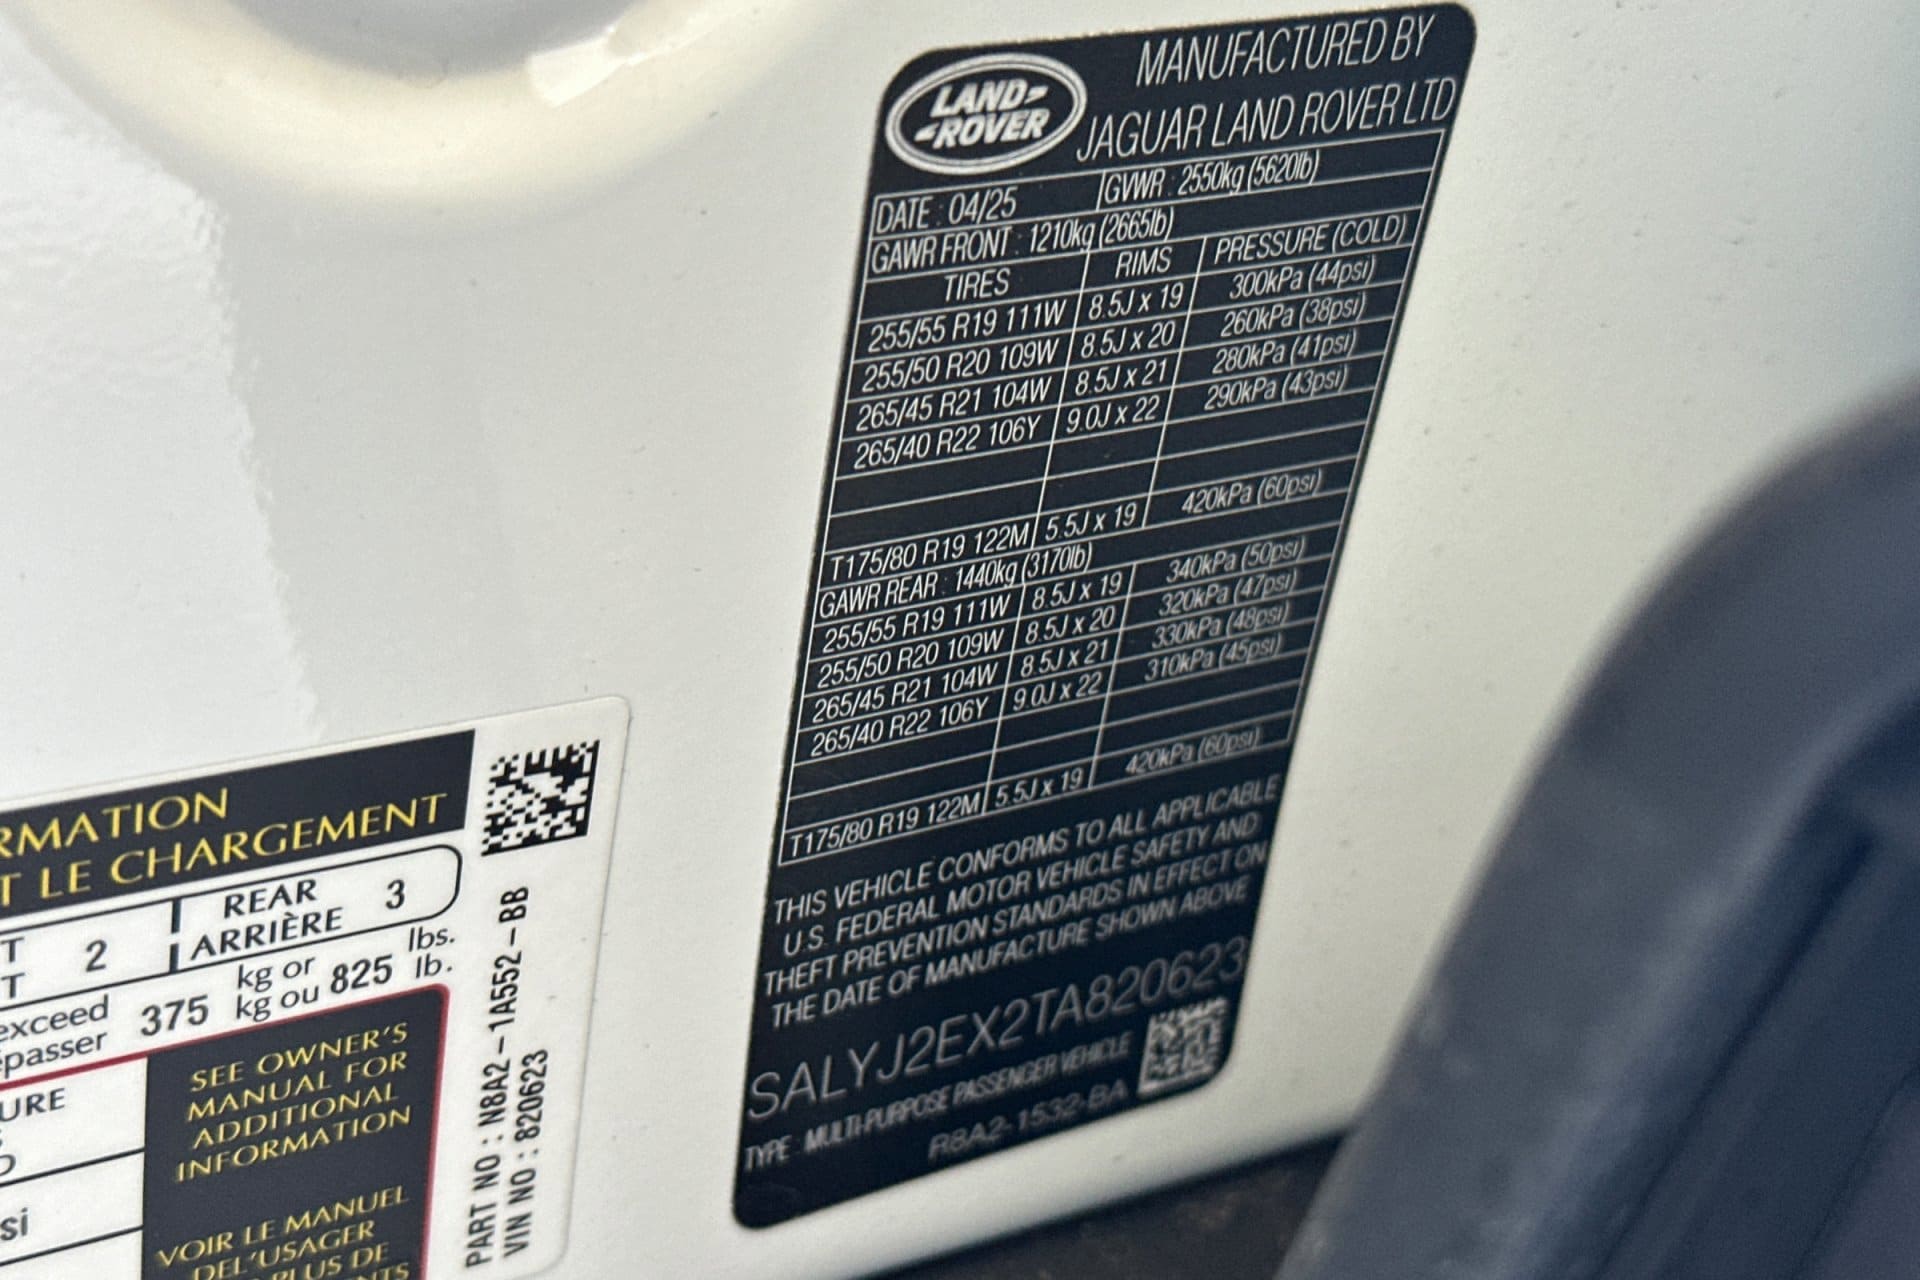 LAND
ROVER
MANUFACTURED BY
JAGUAR LAND ROVER LTD
DATE : 04/25 GVWR : 2550kg (5620lb)
GAWR FRONT : 1210kg (2665lb)
TIRES RIMS PRESSURE (COLD)
255/55 R19 111W 8.5J x 19 300kPa (44psi)
255/50 R20 109W 8.5J x 20 260kPa (38psi)
265/45 R21 104W 8.5J x 21 280kPa (41psi)
265/40 R22 106Y 9.0J x 22 290kPa (43psi)
T175/80 R19 122M 5.5J x 19 420kPa (60psi)
GAWR REAR : 1440kg (3170lb)
255/55 R19 111W 8.5J x 19 340kPa (50psi)
255/50 R20 109W 8.5J x 20 320kPa (47psi)
265/45 R21 104W 8.5J x 21 330kPa (48psi)
265/40 R22 106Y 9.0J x 22 310kPa (45psi)
T175/80 R19 122M 5.5J x 19 420kPa (60psi)
THIS VEHICLE CONFORMS TO ALL APPLICABLE
U.S. FEDERAL MOTOR VEHICLE SAFETY AND
THEFT PREVENTION STANDARDS IN EFFECT ON
THE DATE OF MANUFACTURE SHOWN ABOVE
SALYJ2EX2TA820623
TYPE : MULTI-PURPOSE PASSENGER VEHICLE
R8A2-1532-BA
RMATION
T LE CHARGEMENT
T 2 REAR 3
T ARRIÈRE
exceed 375 kg or 825 lbs.
épasser kg ou lb.
URE
si
SEE OWNER'S
MANUAL FOR
ADDITIONAL
INFORMATION
VOIR LE MANUEL
DEL'USAGER
PLUS DE
PART NO : N8A2-1A552-BB
VIN NO : 820623